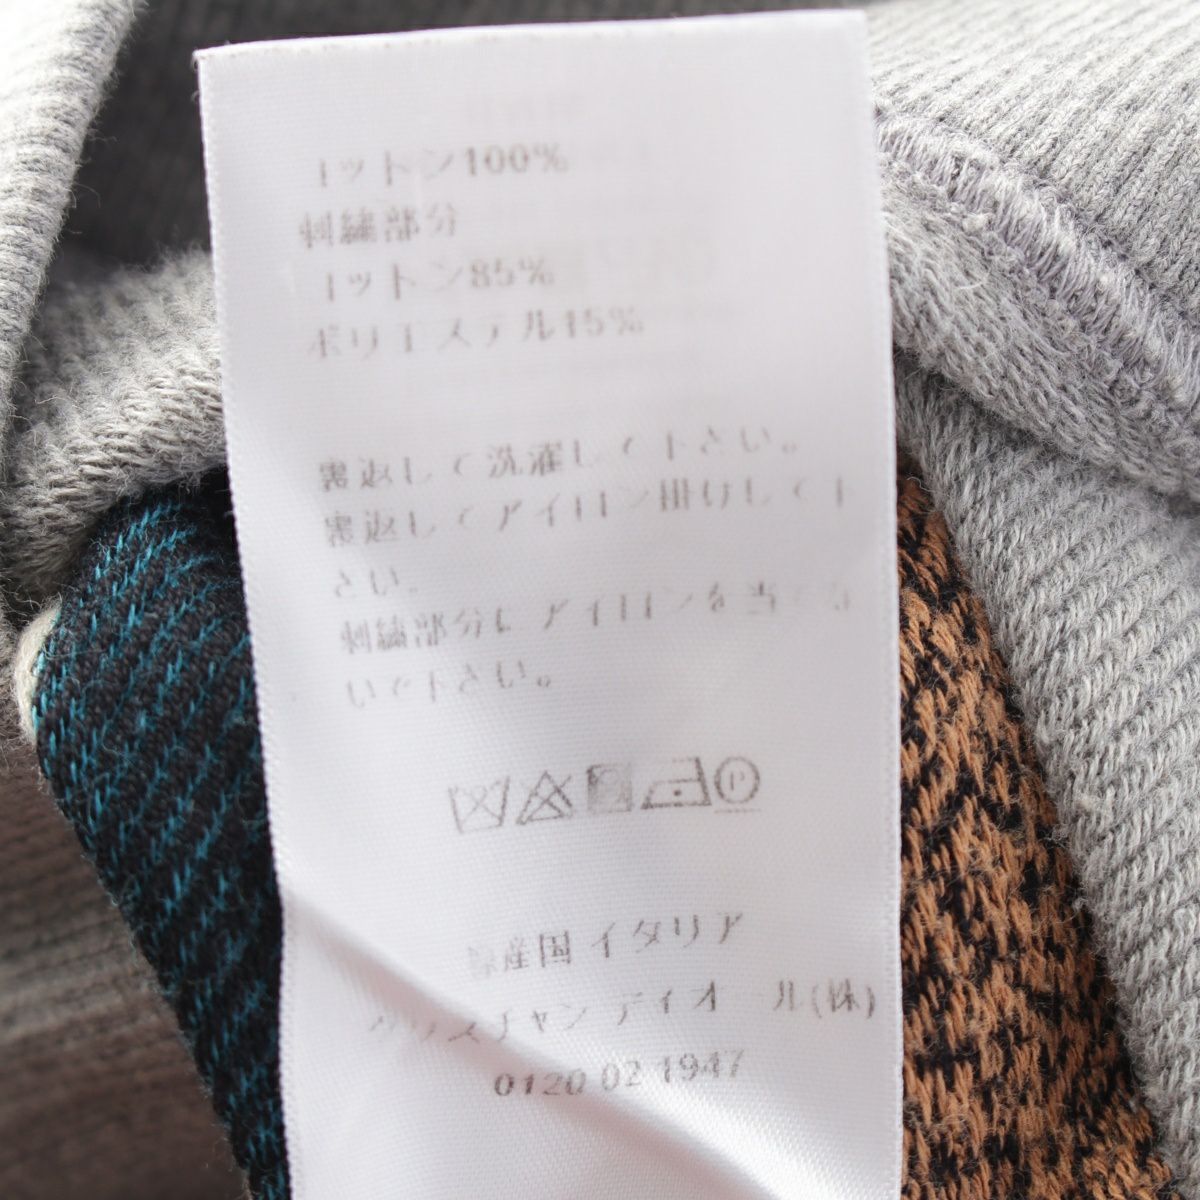 コットン100%
刺繍部分
コットン85%
ポリエステル15%
裏返して洗濯して下さい。
裏返してアイロン掛けして下
さい。
刺繍部分にアイロンを当てな
いで下さい。
P
原産国 イタリア
クリスチャン ディオール(株)
0120 02 1947